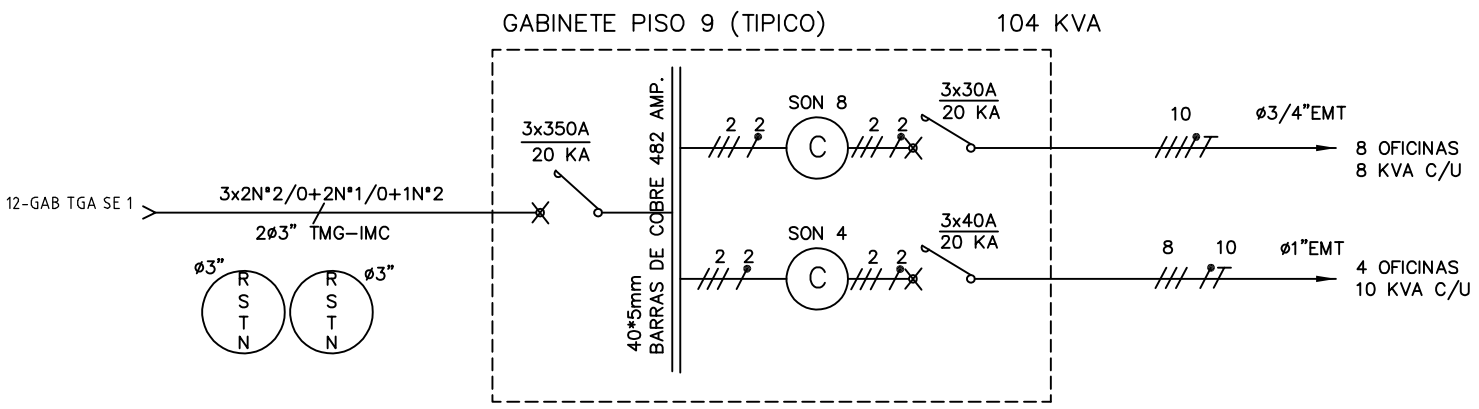 GABINETE PISO 9 (TIPICO)
104 KVA
12-GAB TGA SE 1
3x2N°2/0+2N°1/0+1N°2
2ø3" TMG-IMC
ø3"
R
S
T
N
R
S
T
N
ø3"
3x350A
20 KA
40*5mm
BARRAS DE COBRE 482 AMP.
2 2
SON 8
C
2 2
3x30A
20 KA
10
ø3/4"EMT
8 OFICINAS
8 KVA C/U
2 2
SON 4
C
2 2
3x40A
20 KA
8 10
ø1"EMT
4 OFICINAS
10 KVA C/U